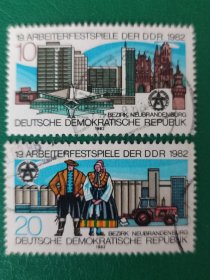 19. ARBEITERFESTSPIELE DER DDR 1982
10
BEZIRK NEUBRANDENBURG
DEUTSCHE DEMOKRATISCHE REPUBLIK
1982
19. ARBEITERFESTSPIELE DER DDR 1982
20
BEZIRK NEUBRANDENBURG
DEUTSCHE DEMOKRATISCHE REPUBLIK
1982